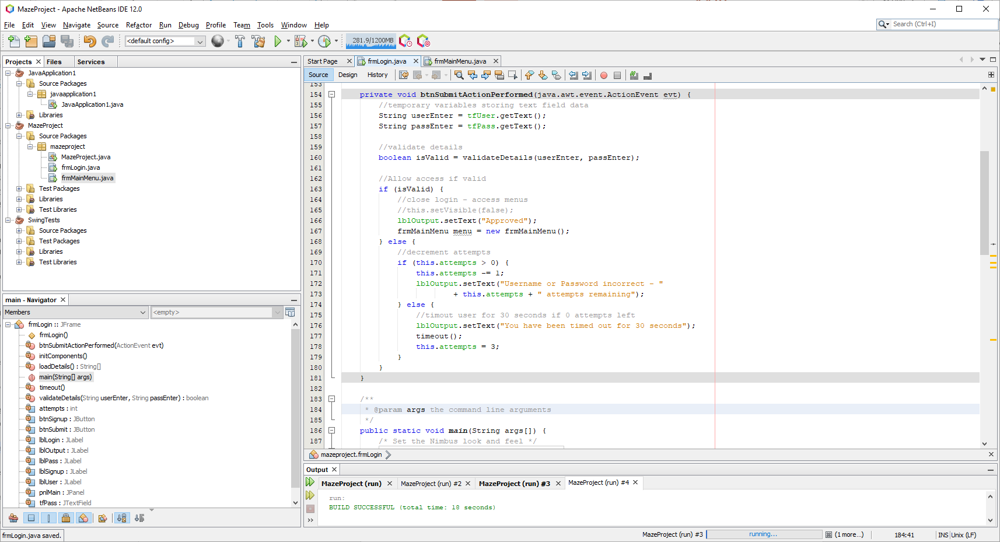 MazeProject - Apache NetBeans IDE 12.0
File Edit View Navigate Source Refactor Run Debug Profile Team Tools Window Help
Search (Ctrl+I)
<default config>
281.9/1200MB
Projects Files Services
JavaApplication1
Source Packages
javaapplication1
JavaApplication1.java
Libraries
MazeProject
Source Packages
mazeproject
MazeProject.java
frmLogin.java
frmMainMenu.java
Test Packages
Libraries
Test Libraries
SwingTests
Source Packages
Test Packages
Libraries
Test Libraries
main - Navigator
Members <empty>
frmLogin :: JFrame
frmLogin()
btnSubmitActionPerformed(ActionEvent evt)
initComponents()
loadDetails() : String[]
main(String[] args)
timeout()
validateDetails(String userEnter, String passEnter) : boolean
attempts : int
btnSignup : JButton
btnSubmit : JButton
lblLogin : JLabel
lblOutput : JLabel
lblPass : JLabel
lblSignup : JLabel
lblUser : JLabel
pnlMain : JPanel
tfPass : JTextField
Start Page frmLogin.java frmMainMenu.java
Source Design History
153
154 private void btnSubmitActionPerformed(java.awt.event.ActionEvent evt) {
155 //temporary variables storing text field data
156 String userEnter = tfUser.getText();
157 String passEnter = tfPass.getText();
158
159 //validate details
160 boolean isValid = validateDetails(userEnter, passEnter);
161
162 //Allow access if valid
163 if (isValid) {
164 //close login - access menus
165 //this.setVisible(false);
166 lblOutput.setText("Approved");
167 frmMainMenu menu = new frmMainMenu();
168 } else {
169 //decrement attempts
170 if (this.attempts > 0) {
171 this.attempts -= 1;
172 lblOutput.setText("Username or Password incorrect - "
173 + this.attempts + " attempts remaining");
174 } else {
175 //timout user for 30 seconds if 0 attempts left
176 lblOutput.setText("You have been timed out for 30 seconds");
177 timeout();
178 this.attempts = 3;
179 }
180 }
181 }
182
183 /**
184 * @param args the command line arguments
185 */
186 public static void main(String args[]) {
187 /* Set the Nimbus look and feel */
mazeproject.frmLogin
Output
MazeProject (run) MazeProject (run) #2 MazeProject (run) #3 MazeProject (run) #4
run:
BUILD SUCCESSFUL (total time: 18 seconds)
frmLogin.java saved.
MazeProject (run) #3 running... (1 more...) 184:41 INS Unix (LF)